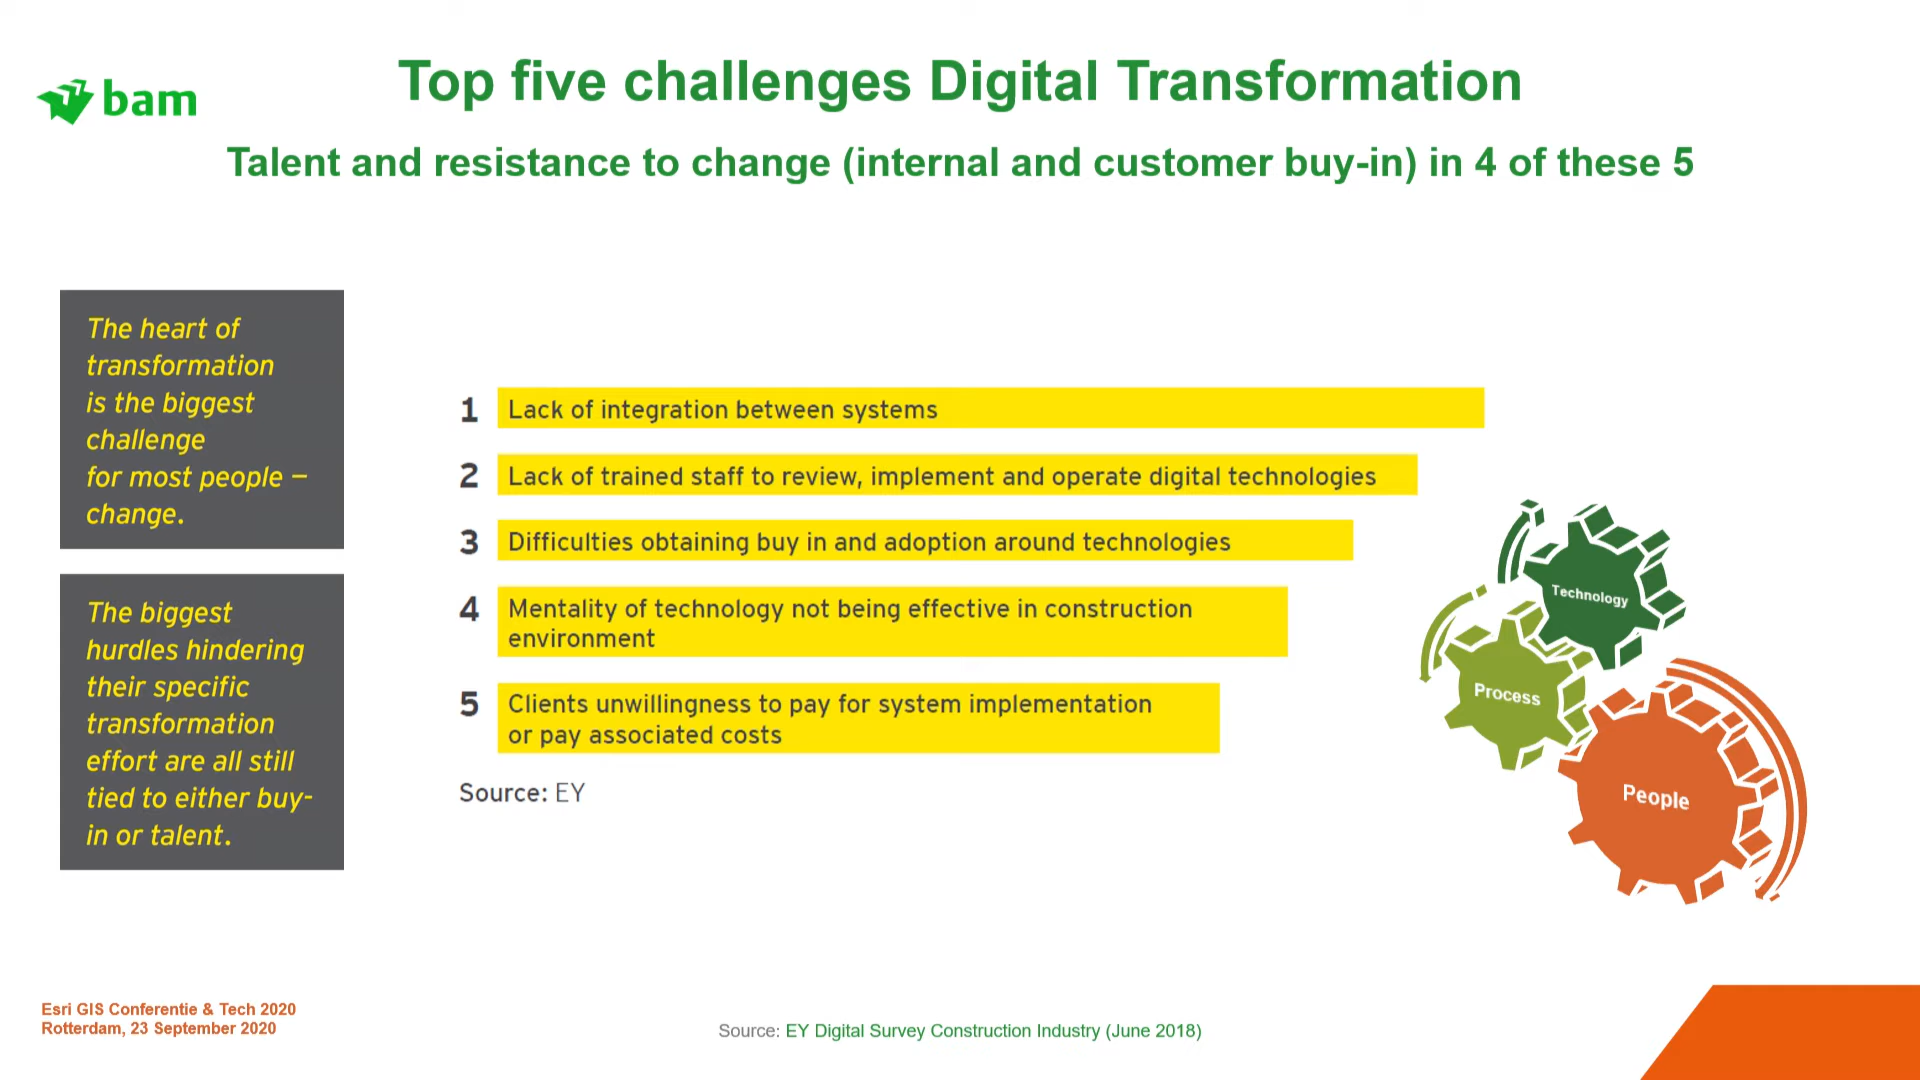 bam
Top five challenges Digital Transformation
Talent and resistance to change (internal and customer buy-in) in 4 of these 5
The heart of
transformation
is the biggest
challenge
for most people –
change.
The biggest
hurdles hindering
their specific
transformation
effort are all still
tied to either buy-
in or talent.
1 Lack of integration between systems
2 Lack of trained staff to review, implement and operate digital technologies
3 Difficulties obtaining buy in and adoption around technologies
4 Mentality of technology not being effective in construction
environment
5 Clients unwillingness to pay for system implementation
or pay associated costs
Source: EY
Technology
Process
People
Esri GIS Conferentie & Tech 2020
Rotterdam, 23 September 2020
Source: EY Digital Survey Construction Industry (June 2018)